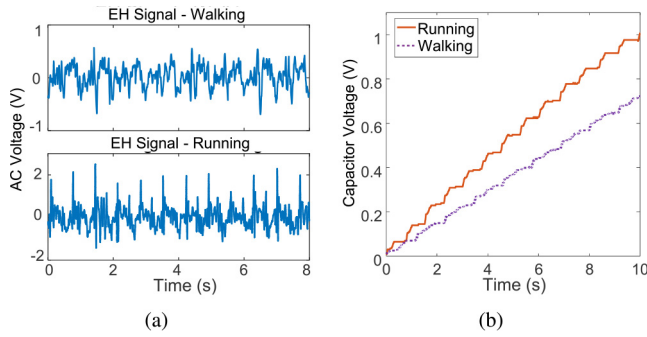 EH Signal - Walking
1
0
-1
EH Signal - Running
2
0
-2
AC Voltage (V)
0 2 4 6 8
Time (s)
(a)
Running
Walking
1
0.8
0.6
0.4
0.2
0
Capacitor Voltage (V)
0 2 4 6 8 10
Time (s)
(b)